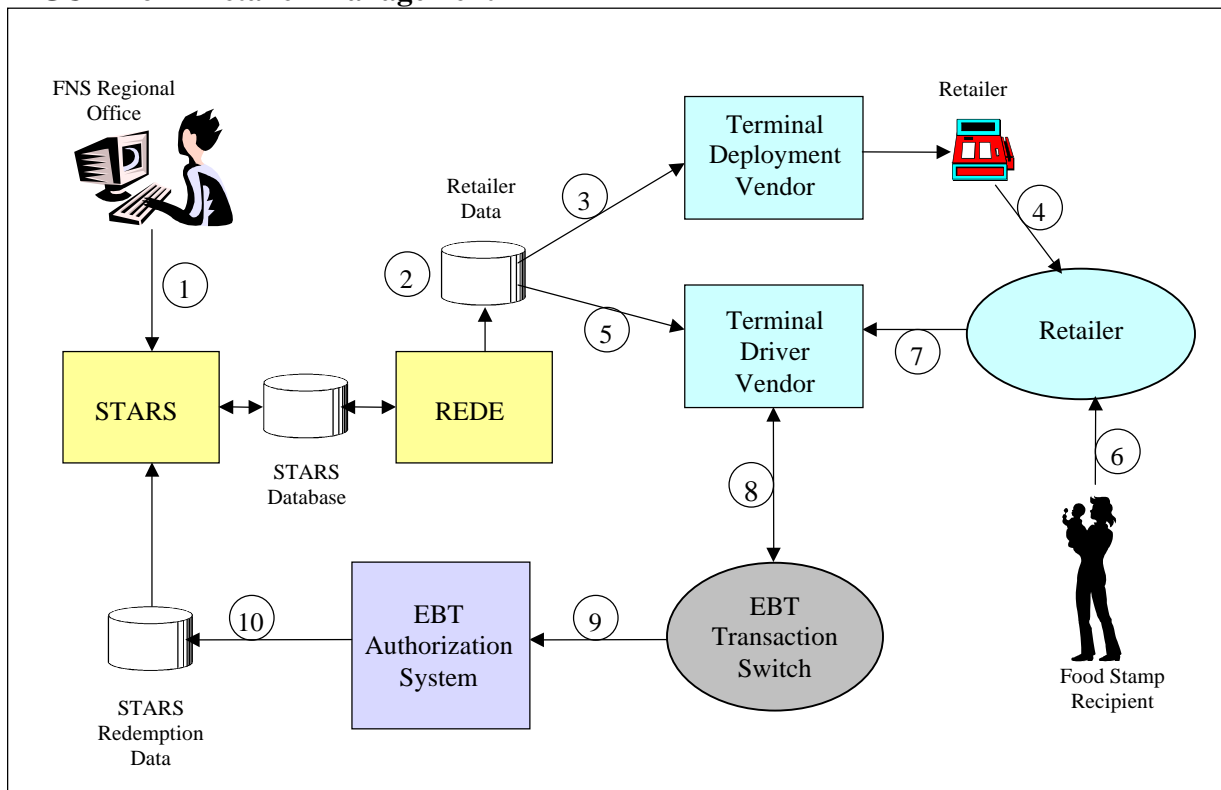 FNS Regional
Office
Retailer
Terminal
Deployment
Vendor
Retailer
Data
3
4
1
2
5
Terminal
Driver
Vendor
7
Retailer
STARS
REDE
STARS
Database
6
8
EBT
Authorization
System
EBT
Transaction
Switch
10
9
STARS
Redemption
Data
Food Stamp
Recipient